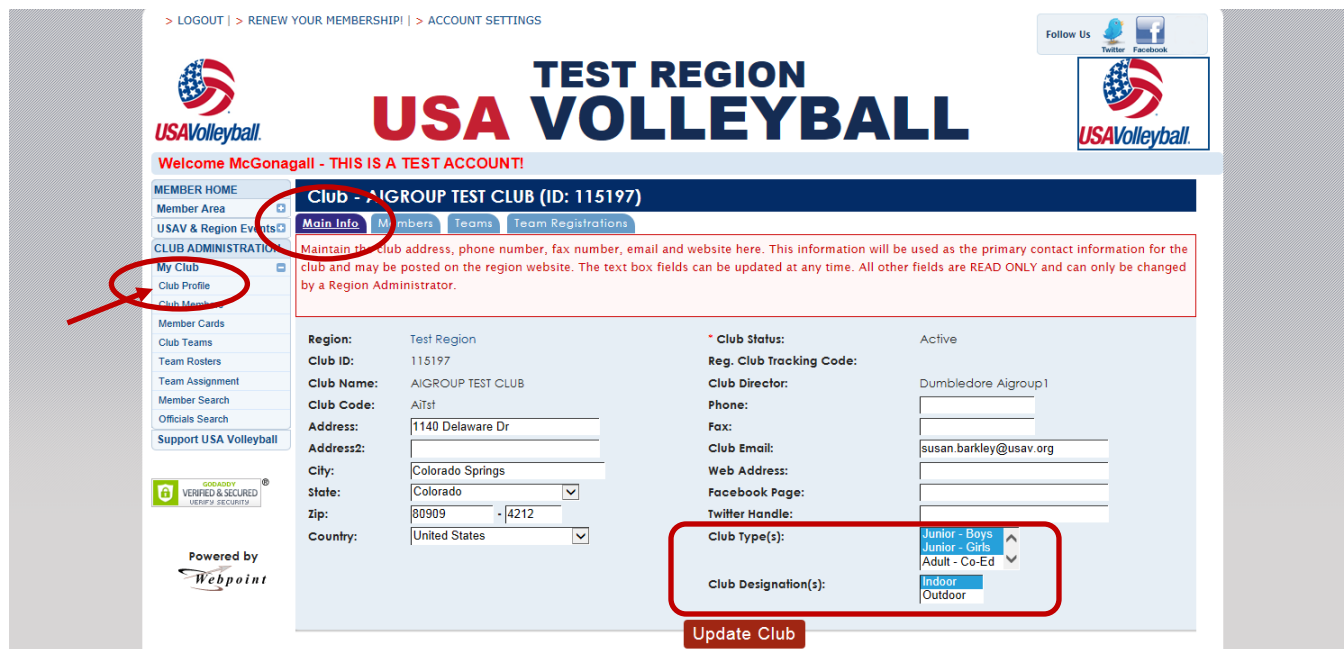 > LOGOUT | > RENEW YOUR MEMBERSHIP! | > ACCOUNT SETTINGS
Follow Us
Twitter Facebook
USAVolleyball.
TEST REGION
USA VOLLEYBALL
USAVolleyball.
Welcome McGonagall - THIS IS A TEST ACCOUNT!
MEMBER HOME
Member Area
USAV & Region Events
CLUB ADMINISTRATION
My Club
Club Profile
Club Members
Member Cards
Club Teams
Team Rosters
Team Assignment
Member Search
Officials Search
Support USA Volleyball
GODADDY
VERIFIED & SECURED
VERIFY SECURITY
®
Powered by
Webpoint
Club - AIGROUP TEST CLUB (ID: 115197)
Main Info Members Teams Team Registrations
Maintain the club address, phone number, fax number, email and website here. This information will be used as the primary contact information for the
club and may be posted on the region website. The text box fields can be updated at any time. All other fields are READ ONLY and can only be changed
by a Region Administrator.
Region: Test Region
Club ID: 115197
Club Name: AIGROUP TEST CLUB
Club Code: AiTst
Address: 1140 Delaware Dr
Address2:
City: Colorado Springs
State: Colorado
Zip: 80909 - 4212
Country: United States
* Club Status: Active
Reg. Club Tracking Code:
Club Director: Dumbledore Aigroup1
Phone:
Fax:
Club Email: susan.barkley@usav.org
Web Address:
Facebook Page:
Twitter Handle:
Club Type(s): Junior - Boys
Junior - Girls
Adult - Co-Ed
Club Designation(s): Indoor
Outdoor
Update Club